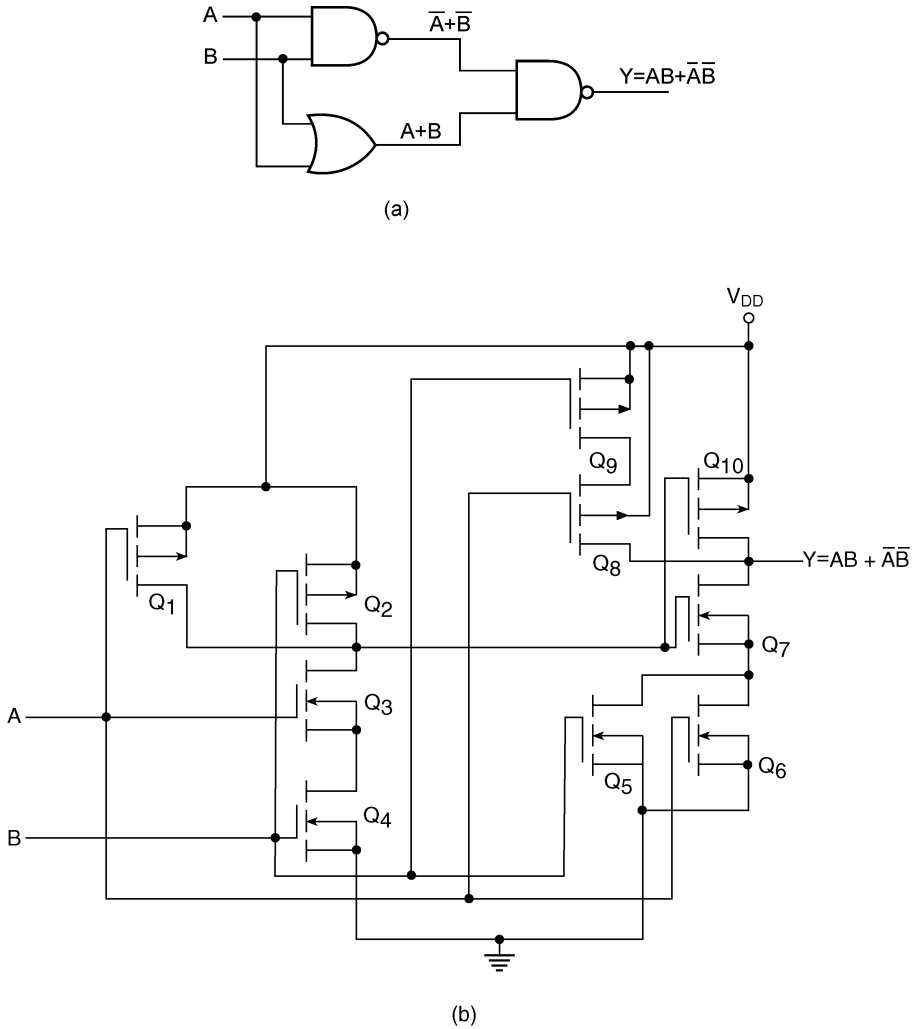 A
B
A̅+B̅
A+B
Y=AB+A̅B̅
(a)
V_DD
Q9
Q10
Q8
Q1
Q2
Y=AB + A̅B̅
Q7
A
Q3
Q5
Q6
B
Q4
(b)